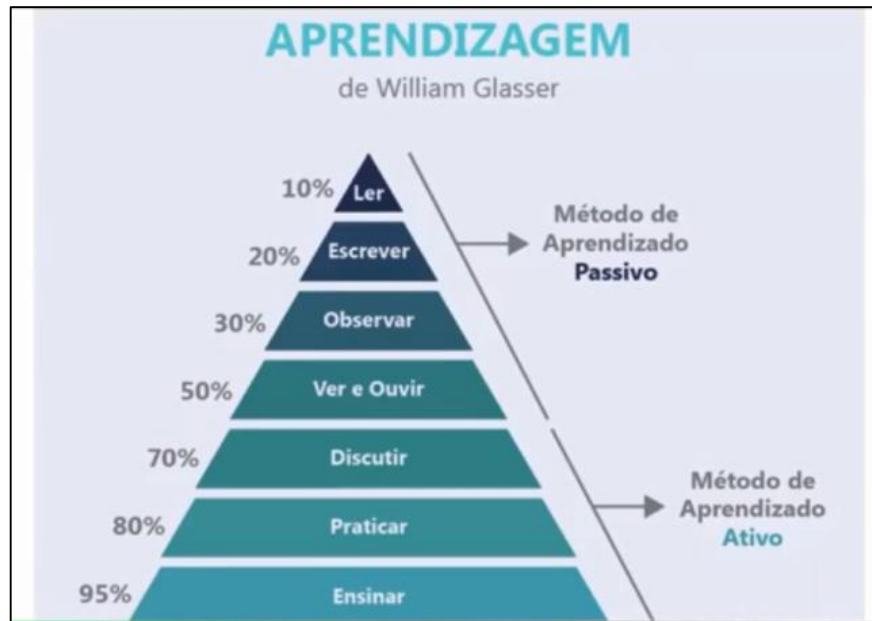 APRENDIZAGEM
de William Glasser
10% Ler
20% Escrever
30% Observar
50% Ver e Ouvir
70% Discutir
80% Praticar
95% Ensinar
Método de
Aprendizado
Passivo
Método de
Aprendizado
Ativo